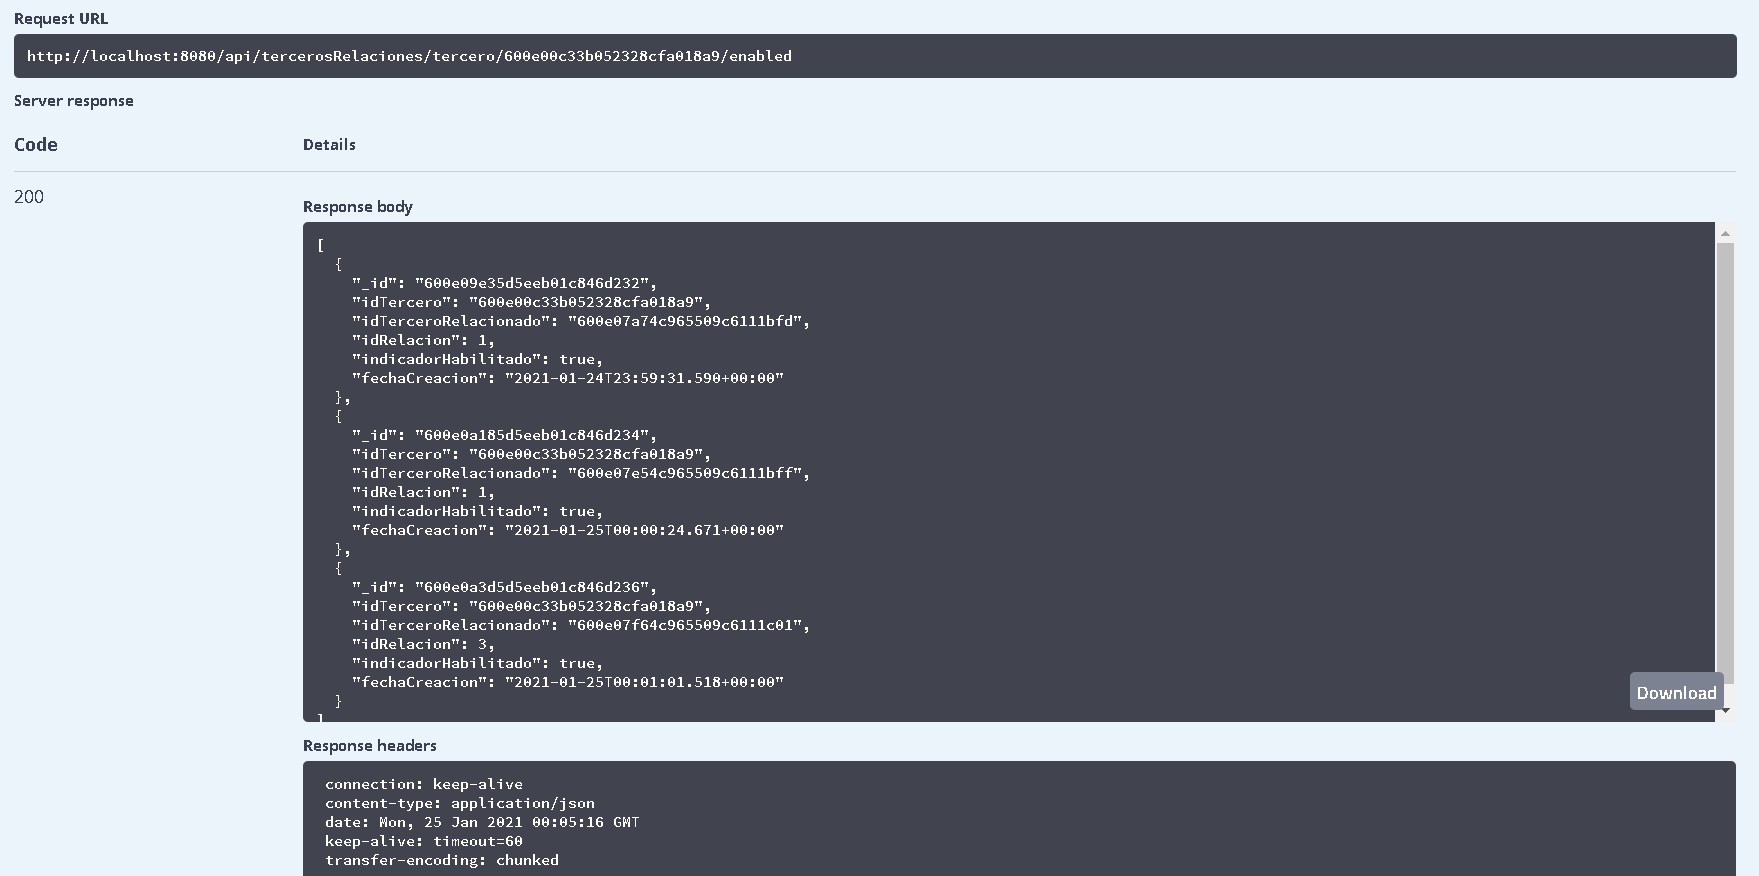 Request URL
http://localhost:8080/api/tercerosRelaciones/tercero/600e00c33b052328cfa018a9/enabled
Server response
Code Details
200
Response body
[
{
"_id": "600e09e35d5eeb01c846d232",
"idTercero": "600e00c33b052328cfa018a9",
"idTerceroRelacionado": "600e07a74c965509c6111bfd",
"idRelacion": 1,
"indicadorHabilitado": true,
"fechaCreacion": "2021-01-24T23:59:31.590+00:00"
},
{
"_id": "600e0a185d5eeb01c846d234",
"idTercero": "600e00c33b052328cfa018a9",
"idTerceroRelacionado": "600e07e54c965509c6111bff",
"idRelacion": 1,
"indicadorHabilitado": true,
"fechaCreacion": "2021-01-25T00:00:24.671+00:00"
},
{
"_id": "600e0a3d5d5eeb01c846d236",
"idTercero": "600e00c33b052328cfa018a9",
"idTerceroRelacionado": "600e07f64c965509c6111c01",
"idRelacion": 3,
"indicadorHabilitado": true,
"fechaCreacion": "2021-01-25T00:01:01.518+00:00"
}
]
Download
Response headers
connection: keep-alive
content-type: application/json
date: Mon, 25 Jan 2021 00:05:16 GMT
keep-alive: timeout=60
transfer-encoding: chunked